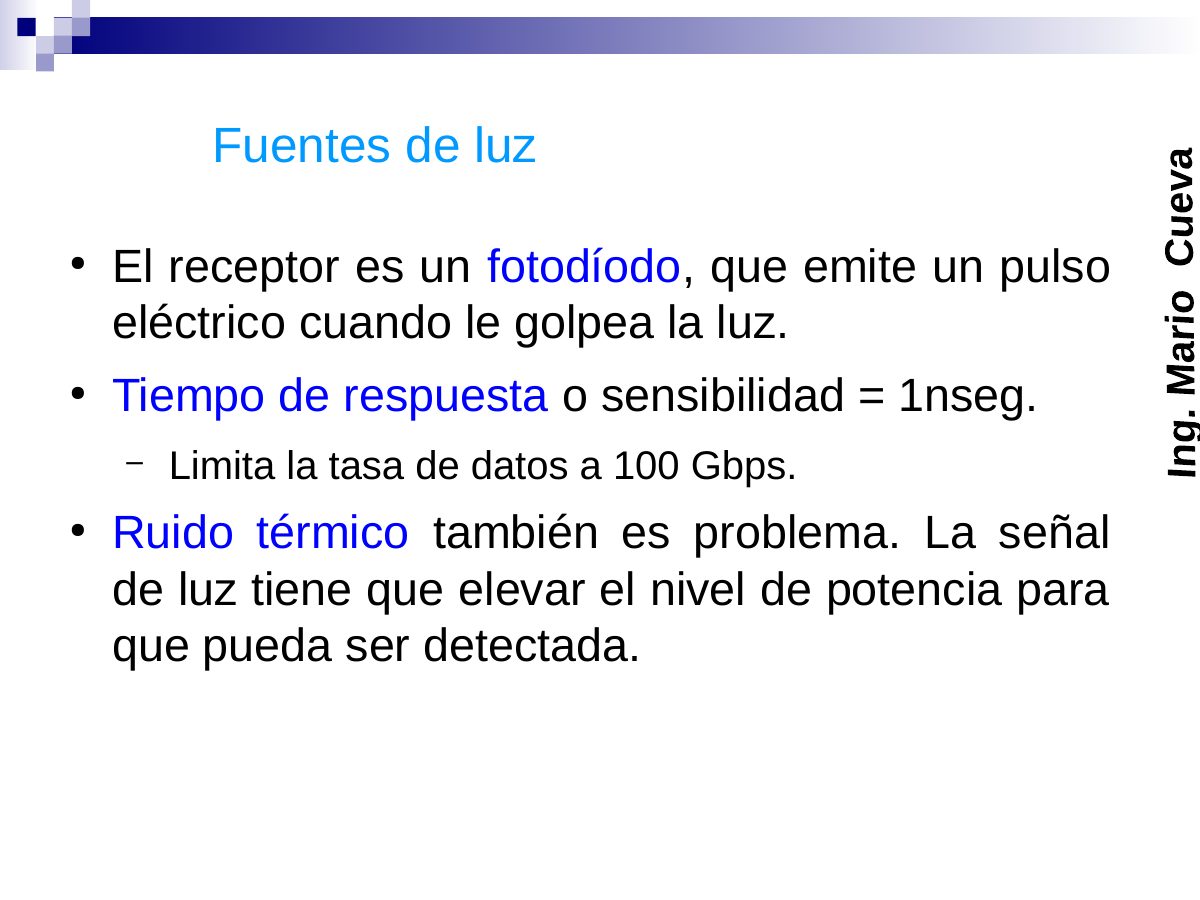 Fuentes de luz
• El receptor es un fotodíodo, que emite un pulso
eléctrico cuando le golpea la luz.
• Tiempo de respuesta o sensibilidad = 1nseg.
– Limita la tasa de datos a 100 Gbps.
• Ruido térmico también es problema. La señal
de luz tiene que elevar el nivel de potencia para
que pueda ser detectada.
Ing. Mario Cueva